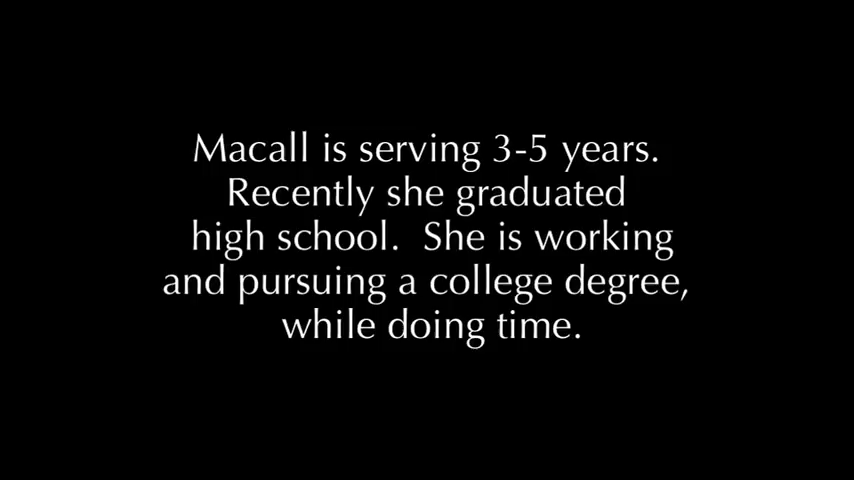 Macall is serving 3-5 years.
Recently she graduated
high school.  She is working
and pursuing a college degree,
while doing time.